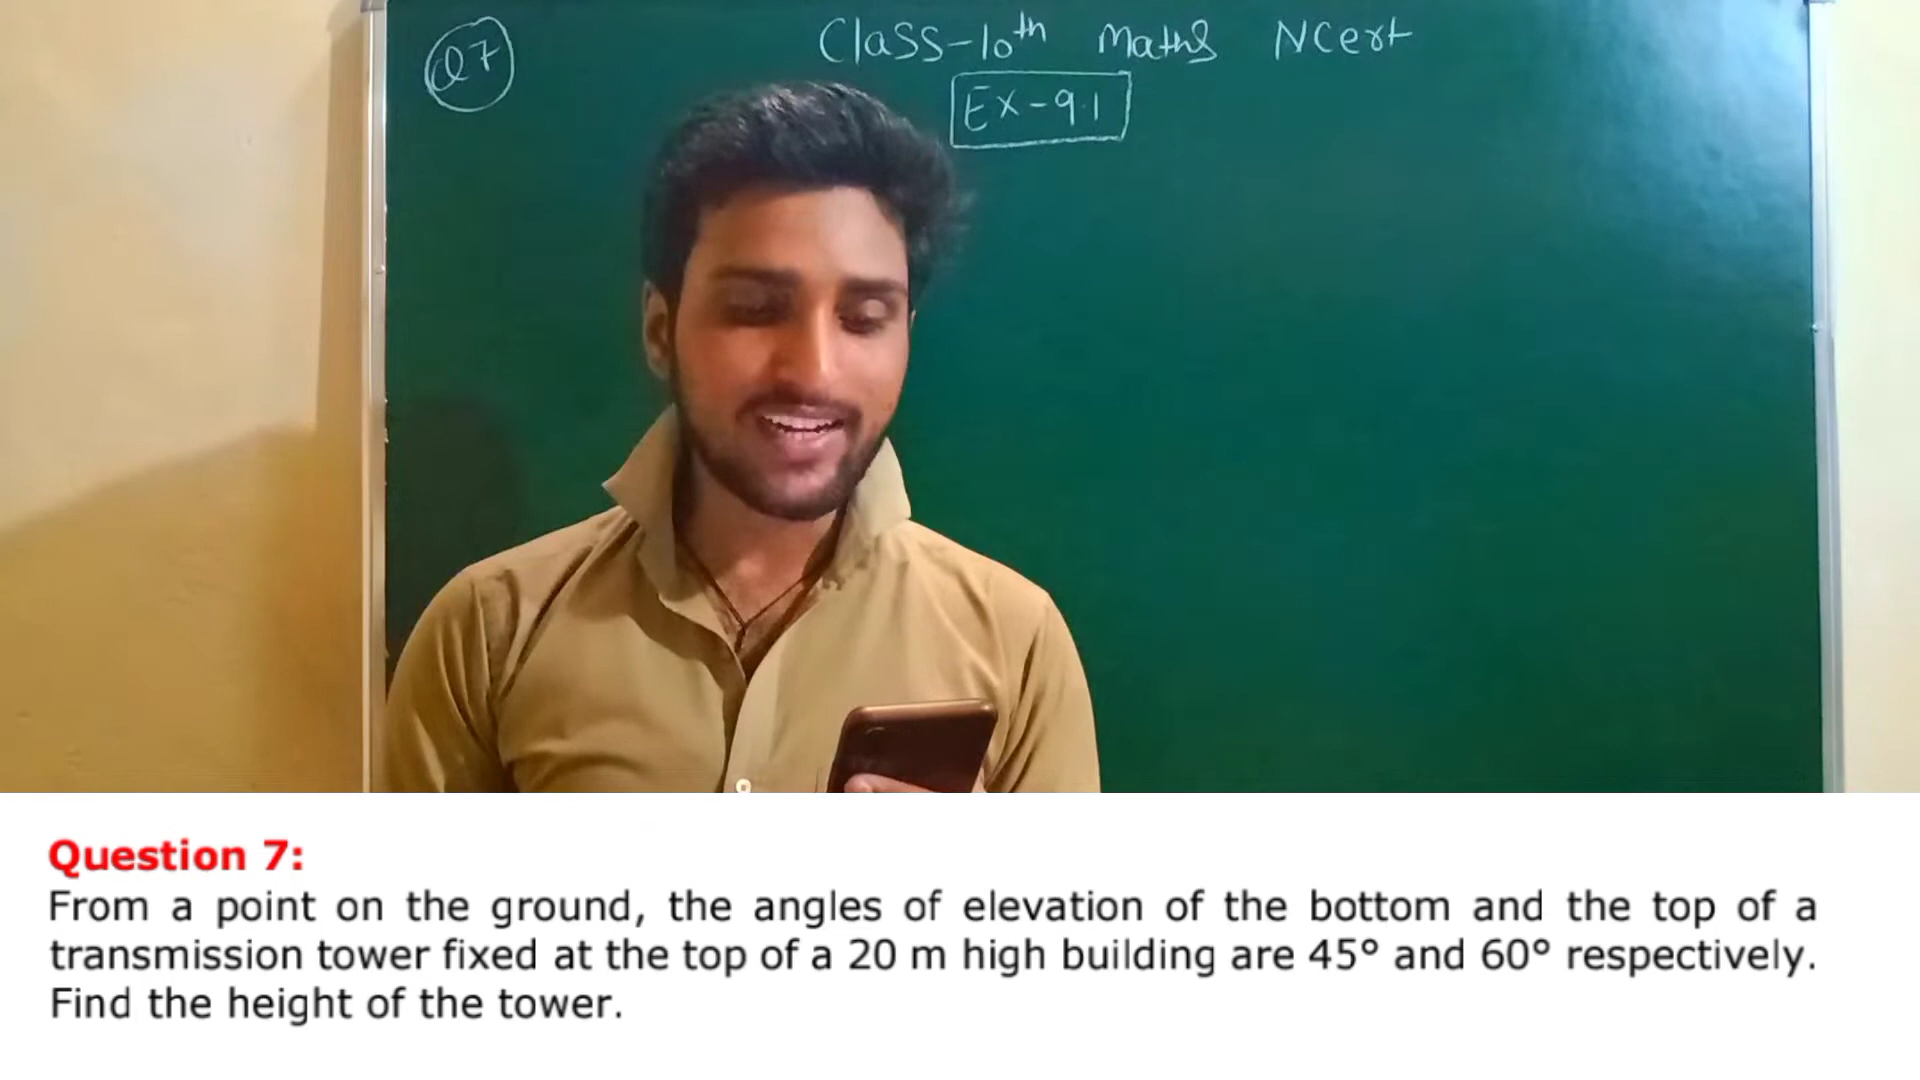 Q7
Class-10th Maths NCert
Ex-9.1
Question 7:
From a point on the ground, the angles of elevation of the bottom and the top of a
transmission tower fixed at the top of a 20 m high building are 45° and 60° respectively.
Find the height of the tower.